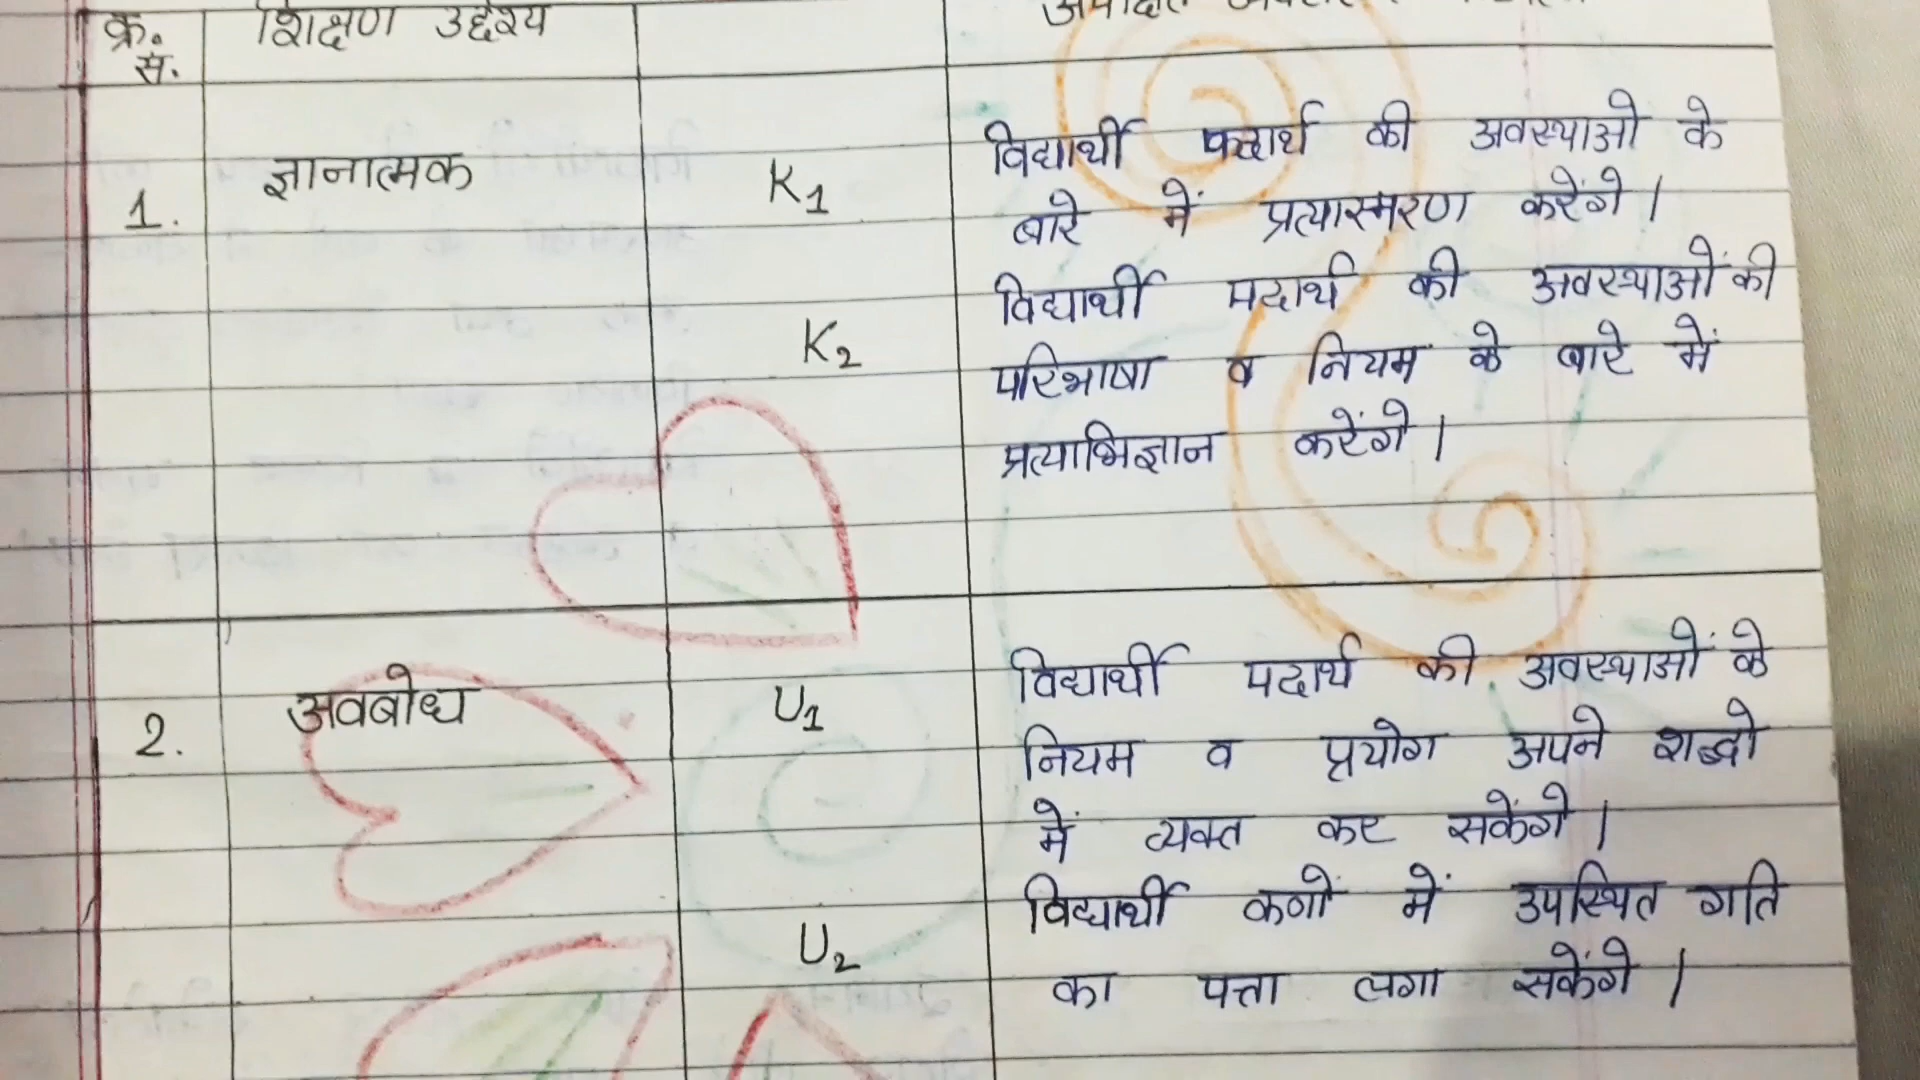 क्र. शिक्षण उद्देश्य
सं.
1. ज्ञानात्मक K1 विद्यार्थी पदार्थ की अवस्थाओ के
बारे में प्रत्यास्मरण करेंगे।
K2 विद्यार्थी पदार्थ की अवस्थाओं की
परिभाषा व नियम के बारे में
प्रत्याभिज्ञान करेंगे।
2. अवबोध U1 विद्यार्थी पदार्थ की अवस्थाओं के
नियम व प्रयोग अपने शब्दो
में व्यक्त कर सकेंगे।
U2 विद्यार्थी कणों में उपस्थित गति
का पत्ता लगा सकेंगे।